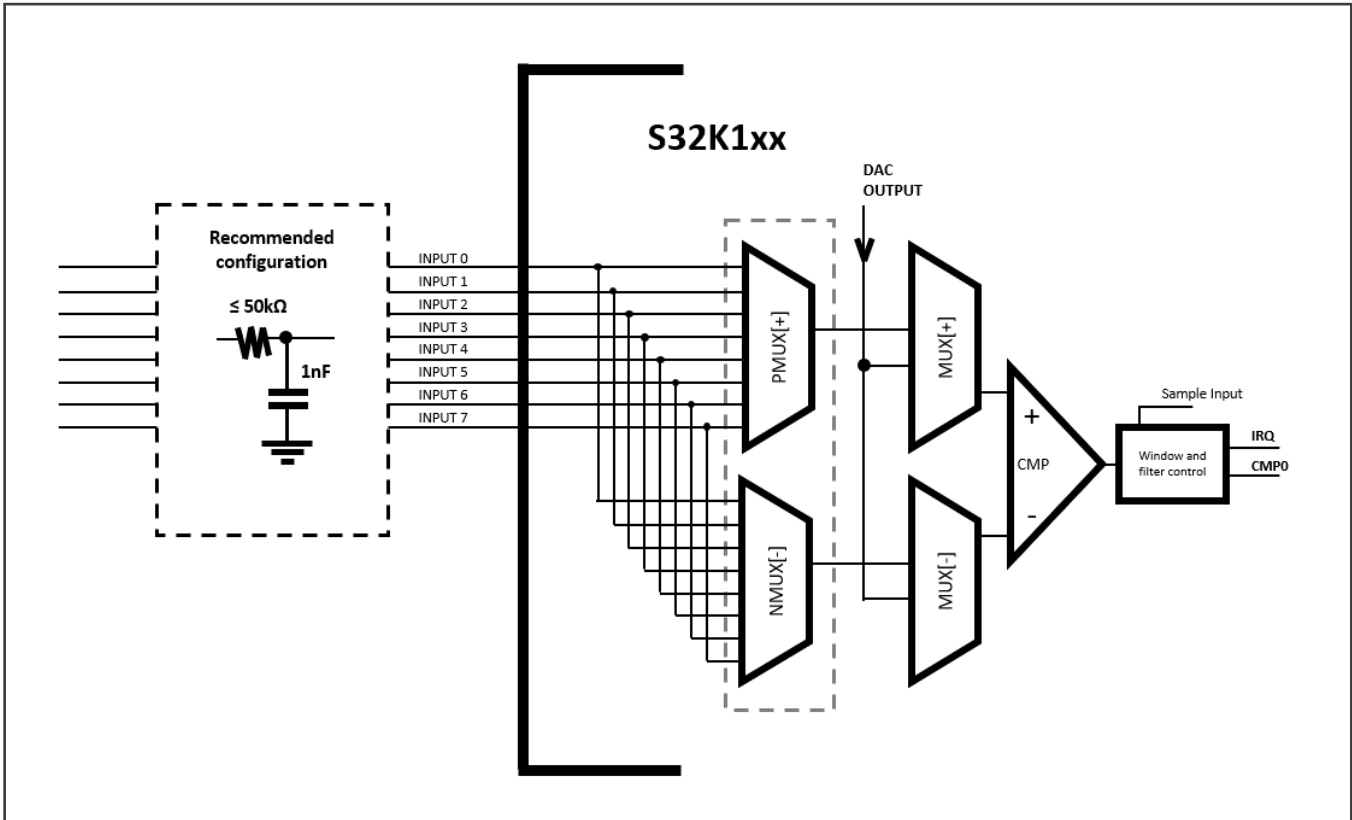 S32K1xx
DAC
OUTPUT
Recommended
configuration
≤ 50kΩ
1nF
INPUT 0
INPUT 1
INPUT 2
INPUT 3
INPUT 4
INPUT 5
INPUT 6
INPUT 7
PMUX[+]
MUX[+]
NMUX[-]
MUX[-]
+
CMP
-
Sample Input
Window and
filter control
IRQ
CMP0